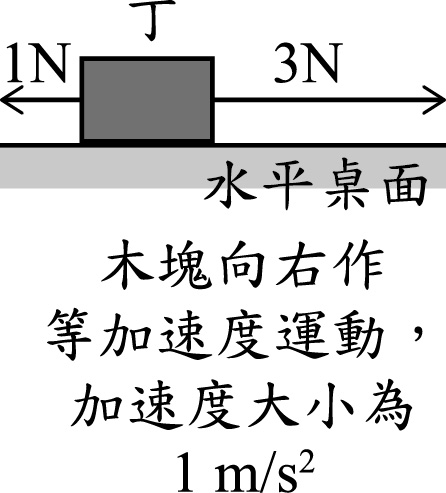 丁
1N 3N
水平桌面
木塊向右作
等加速度運動，
加速度大小為
1 m/s²